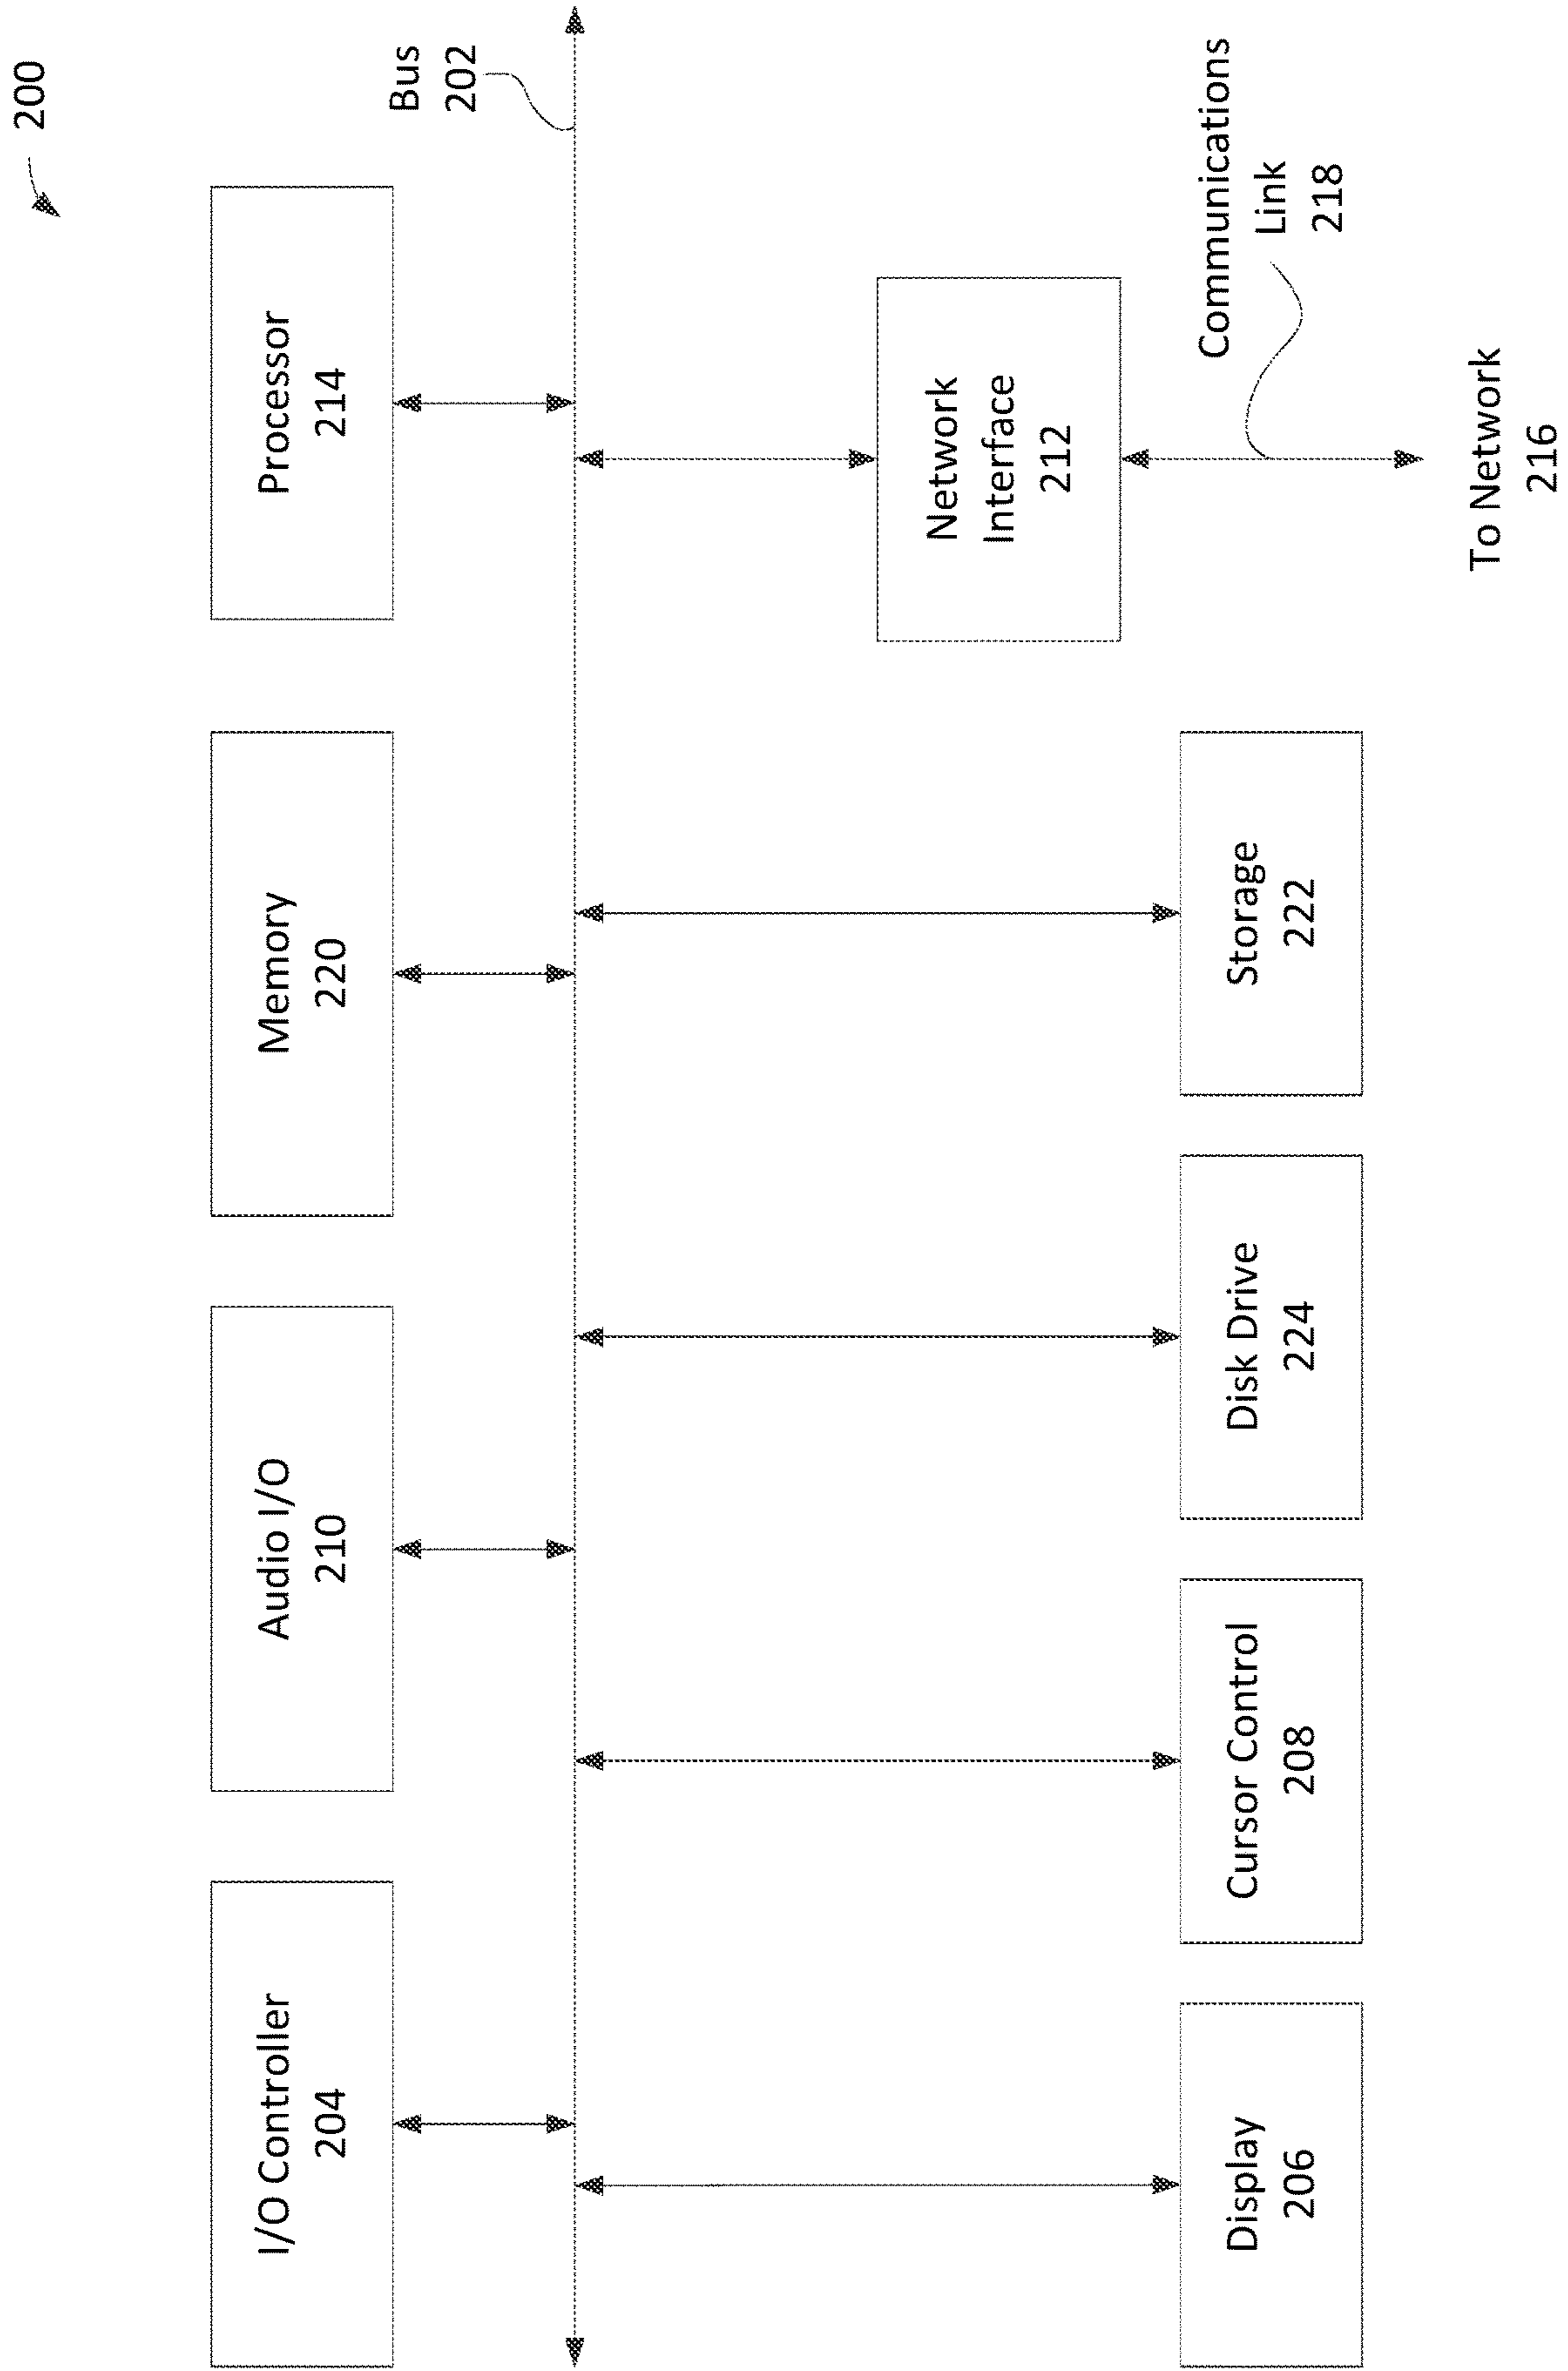 200
I/O Controller
204
Audio I/O
210
Memory
220
Processor
214
Bus
202
Network
Interface
212
Display
206
Cursor Control
208
Disk Drive
224
Storage
222
Communications
Link
218
To Network
216